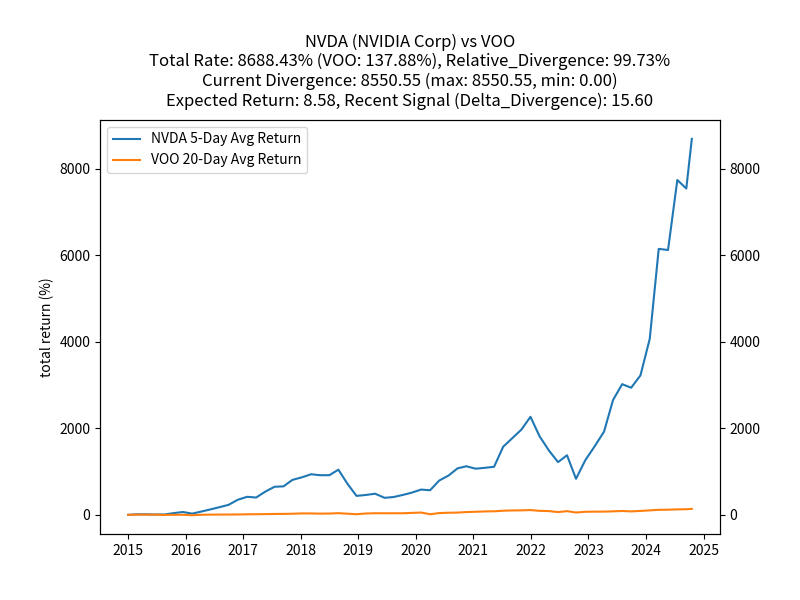 NVDA (NVIDIA Corp) vs VOO
Total Rate: 8688.43% (VOO: 137.88%), Relative_Divergence: 99.73%
Current Divergence: 8550.55 (max: 8550.55, min: 0.00)
Expected Return: 8.58, Recent Signal (Delta_Divergence): 15.60
NVDA 5-Day Avg Return
VOO 20-Day Avg Return
total return (%)
8000 8000
6000 6000
4000 4000
2000 2000
0 0
2015 2016 2017 2018 2019 2020 2021 2022 2023 2024 2025